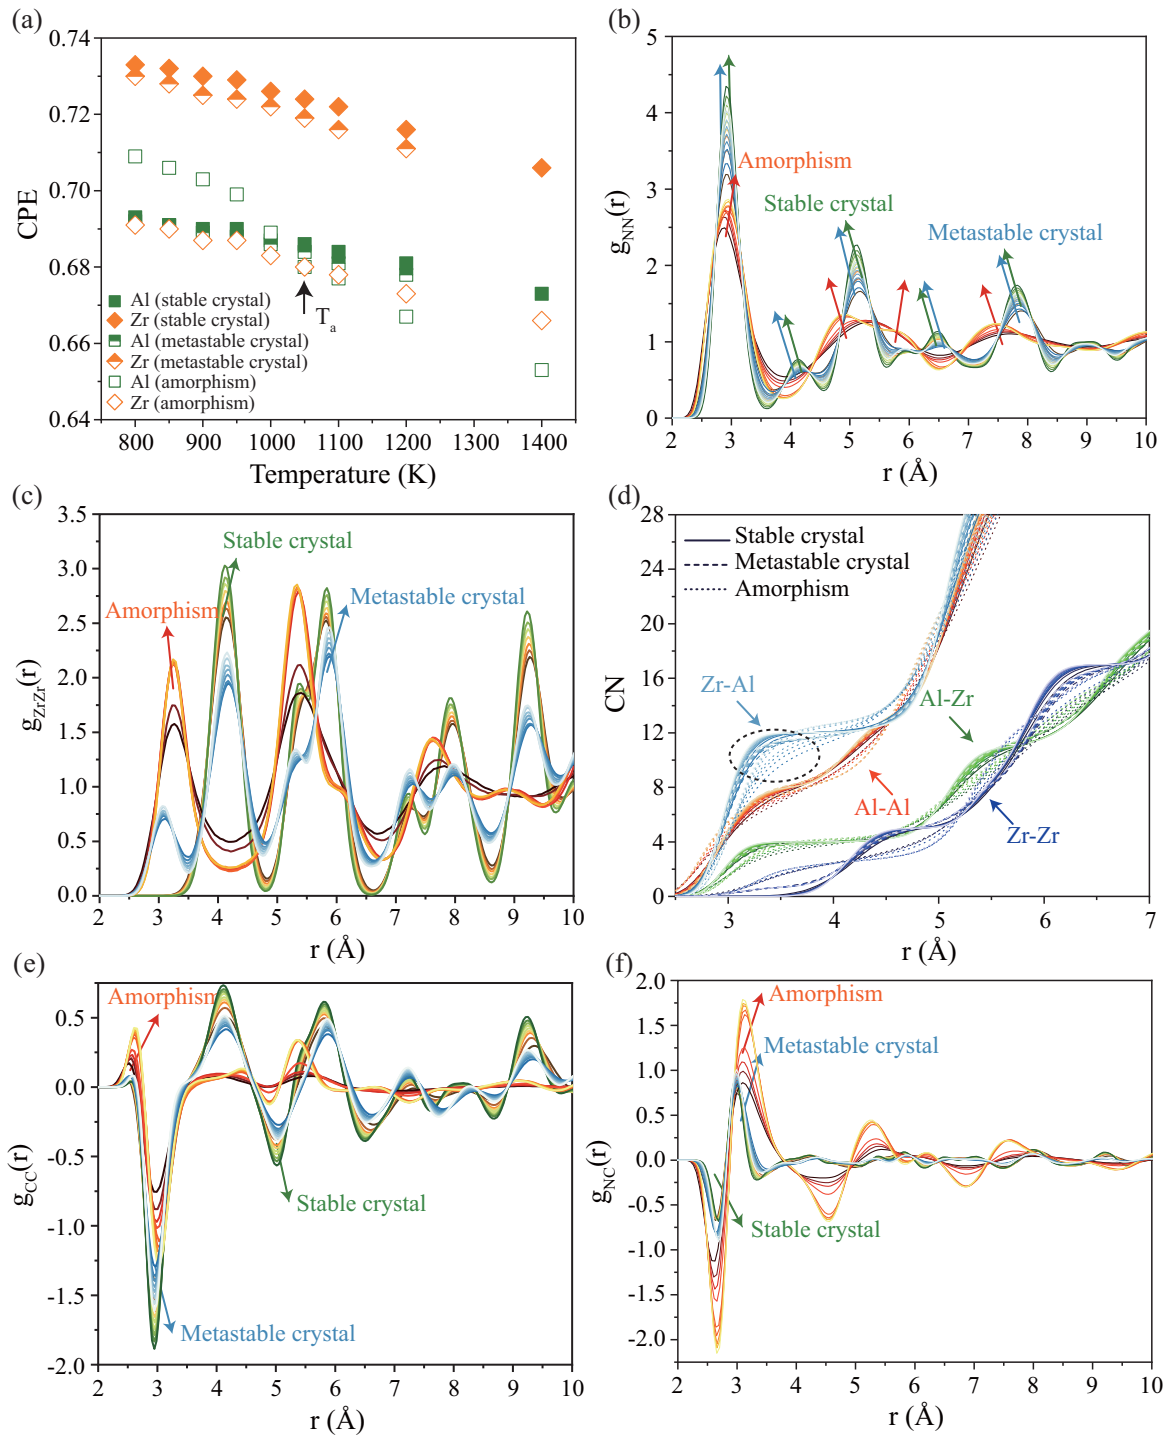 (a)
0.74
0.72
0.70
0.68
0.66
0.64
CPE
Al (stable crystal)
Zr (stable crystal)
Al (metastable crystal)
Zr (metastable crystal)
Al (amorphism)
Zr (amorphism)
Ta
800 900 1000 1100 1200 1300 1400
Temperature (K)
(b)
5
4
3
2
1
0
gNN(r)
Amorphism
Stable crystal
Metastable crystal
2 3 4 5 6 7 8 9 10
r (Å)
(c)
3.5
3.0
2.5
2.0
1.5
1.0
0.5
0.0
gZrZr(r)
Stable crystal
Amorphism
Metastable crystal
2 3 4 5 6 7 8 9 10
r (Å)
(d)
28
24
20
16
12
8
4
0
CN
Stable crystal
Metastable crystal
Amorphism
Zr-Al
Al-Zr
Al-Al
Zr-Zr
3 4 5 6 7
r (Å)
(e)
0.5
0.0
-0.5
-1.0
-1.5
-2.0
gCC(r)
Amorphism
Stable crystal
Metastable crystal
2 3 4 5 6 7 8 9 10
r (Å)
(f)
2.0
1.5
1.0
0.5
0.0
-0.5
-1.0
-1.5
-2.0
gNC(r)
Amorphism
Metastable crystal
Stable crystal
2 3 4 5 6 7 8 9 10
r (Å)